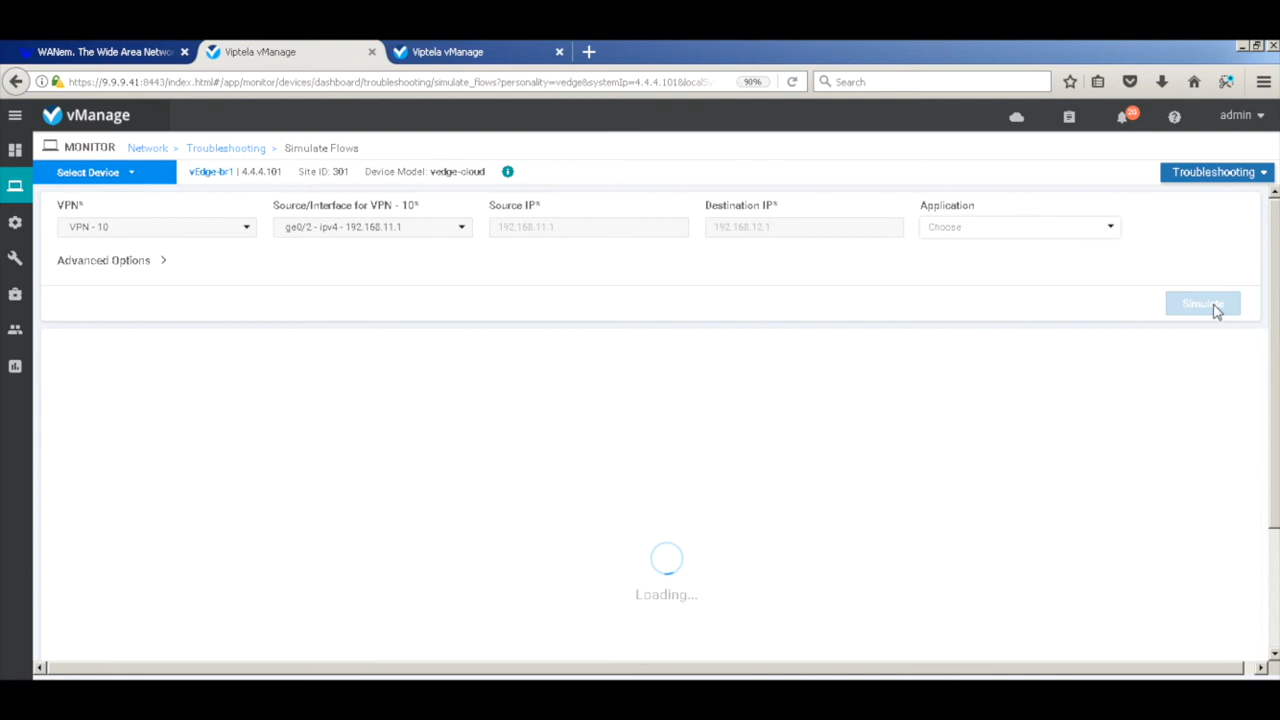 WANem. The Wide Area Netwo
Viptela vManage
Viptela vManage
https://9.9.9.41:8443/index.html#/app/monitor/devices/dashboard/troubleshooting/simulate_flows?personality=vedge&systemIp=4.4.4.101&localSy
90%
Search
vManage
20
admin
MONITOR Network > Troubleshooting > Simulate Flows
Select Device vEdge-br1 | 4.4.4.101 Site ID: 301 Device Model: vedge-cloud
Troubleshooting
VPN* Source/Interface for VPN - 10* Source IP* Destination IP* Application
VPN - 10 ge0/2 - ipv4 - 192.168.11.1 192.168.11.1 192.168.12.1 Choose
Advanced Options
Simulate
Loading...